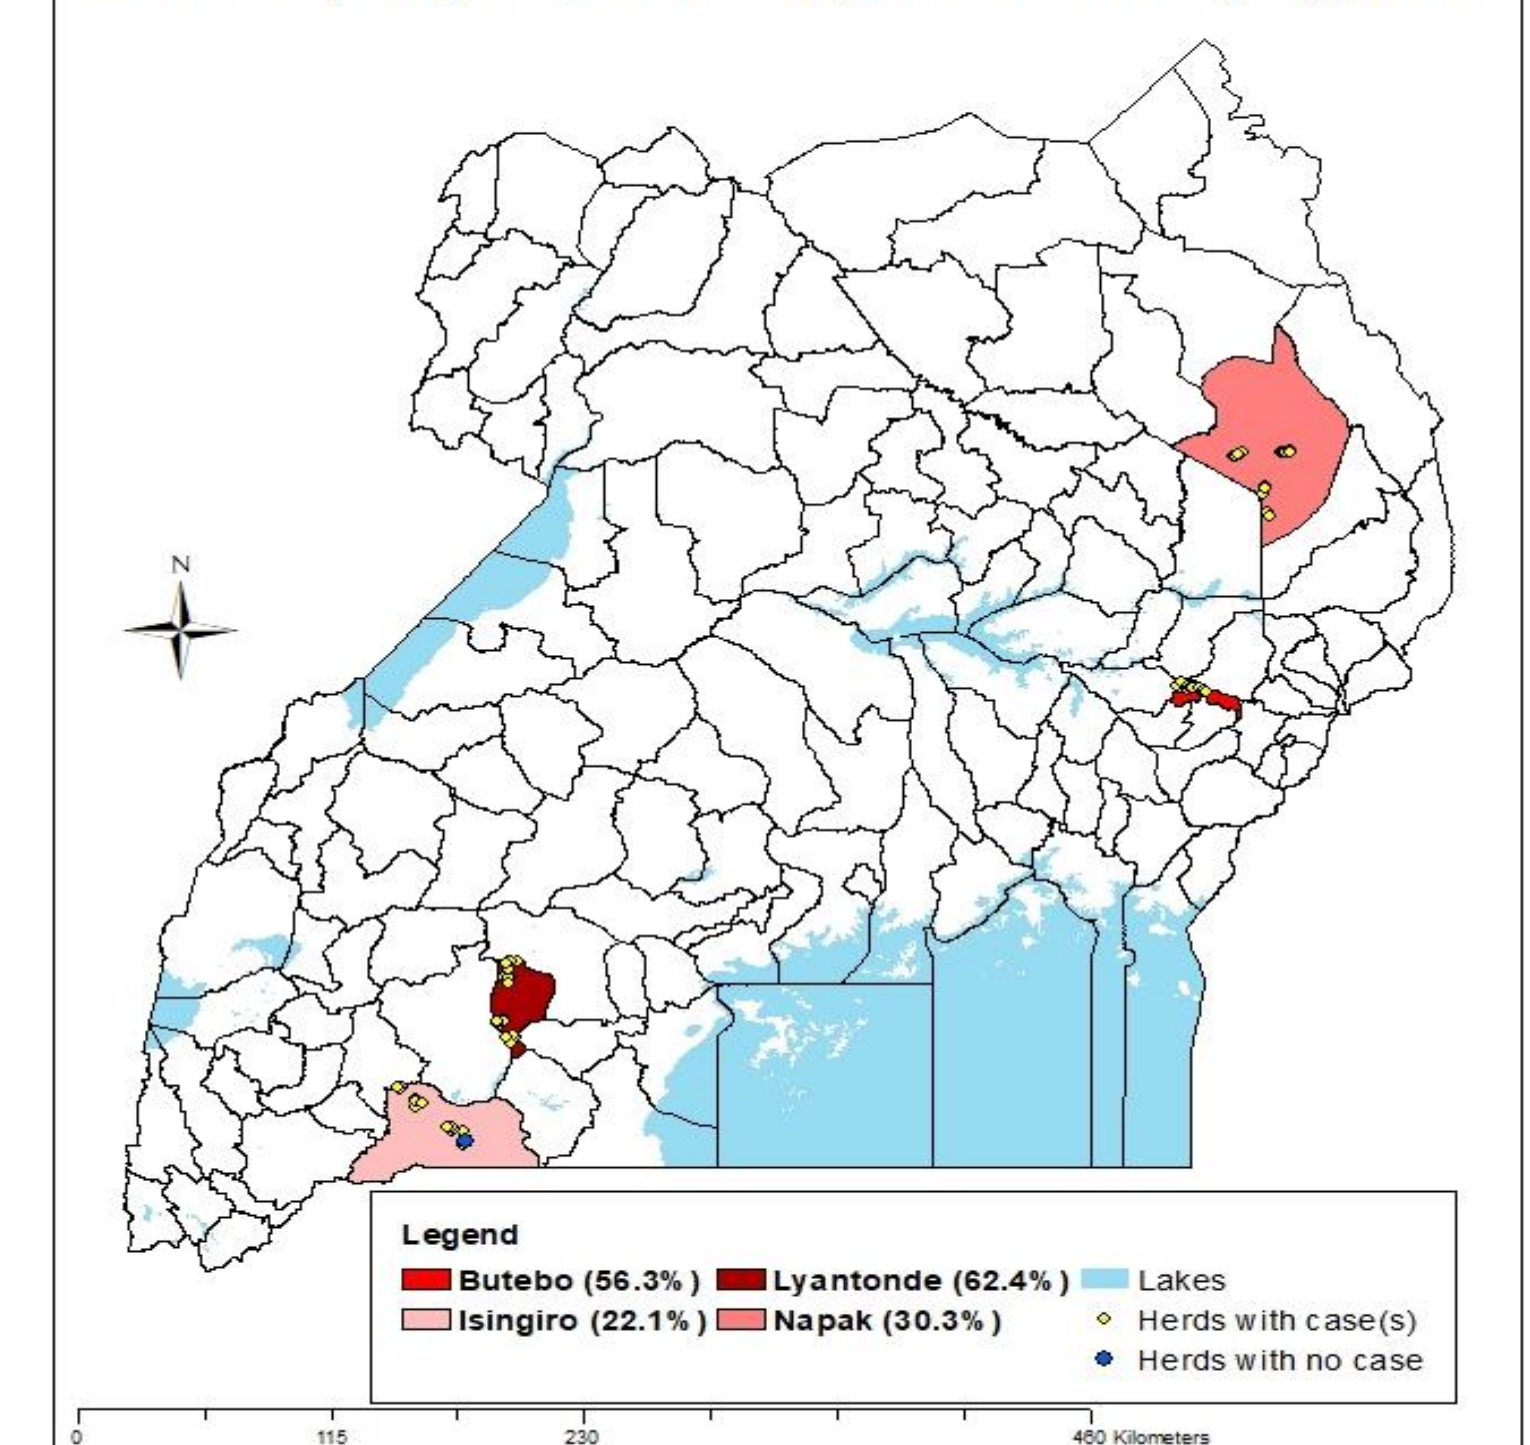 N
Legend
Butebo (56.3%) Lyantonde (62.4%) Lakes
Isingiro (22.1%) Napak (30.3%) Herds with case(s)
Herds with no case
0 115 230 460 Kilometers